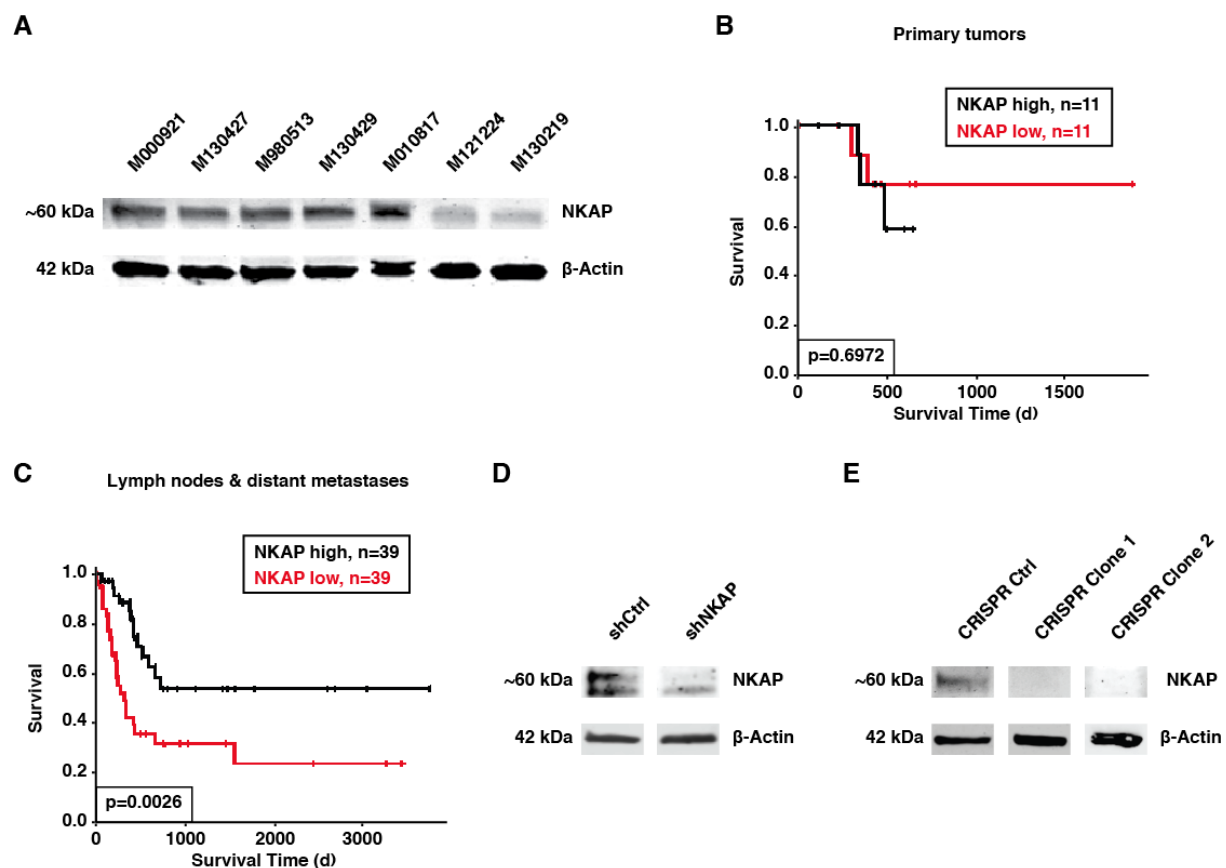 A
M000921
M130427
M980513
M130429
M010817
M121224
M130219
~60 kDa
NKAP
42 kDa
β-Actin
B
Primary tumors
NKAP high, n=11
NKAP low, n=11
1.0
0.8
0.6
0.4
0.2
0.0
Survival
p=0.6972
0
500
1000
1500
Survival Time (d)
C
Lymph nodes & distant metastases
NKAP high, n=39
NKAP low, n=39
1.0
0.8
0.6
0.4
0.2
0.0
Survival
p=0.0026
0
1000
2000
3000
Survival Time (d)
D
shCtrl
shNKAP
~60 kDa
NKAP
42 kDa
β-Actin
E
CRISPR Ctrl
CRISPR Clone 1
CRISPR Clone 2
~60 kDa
NKAP
42 kDa
β-Actin